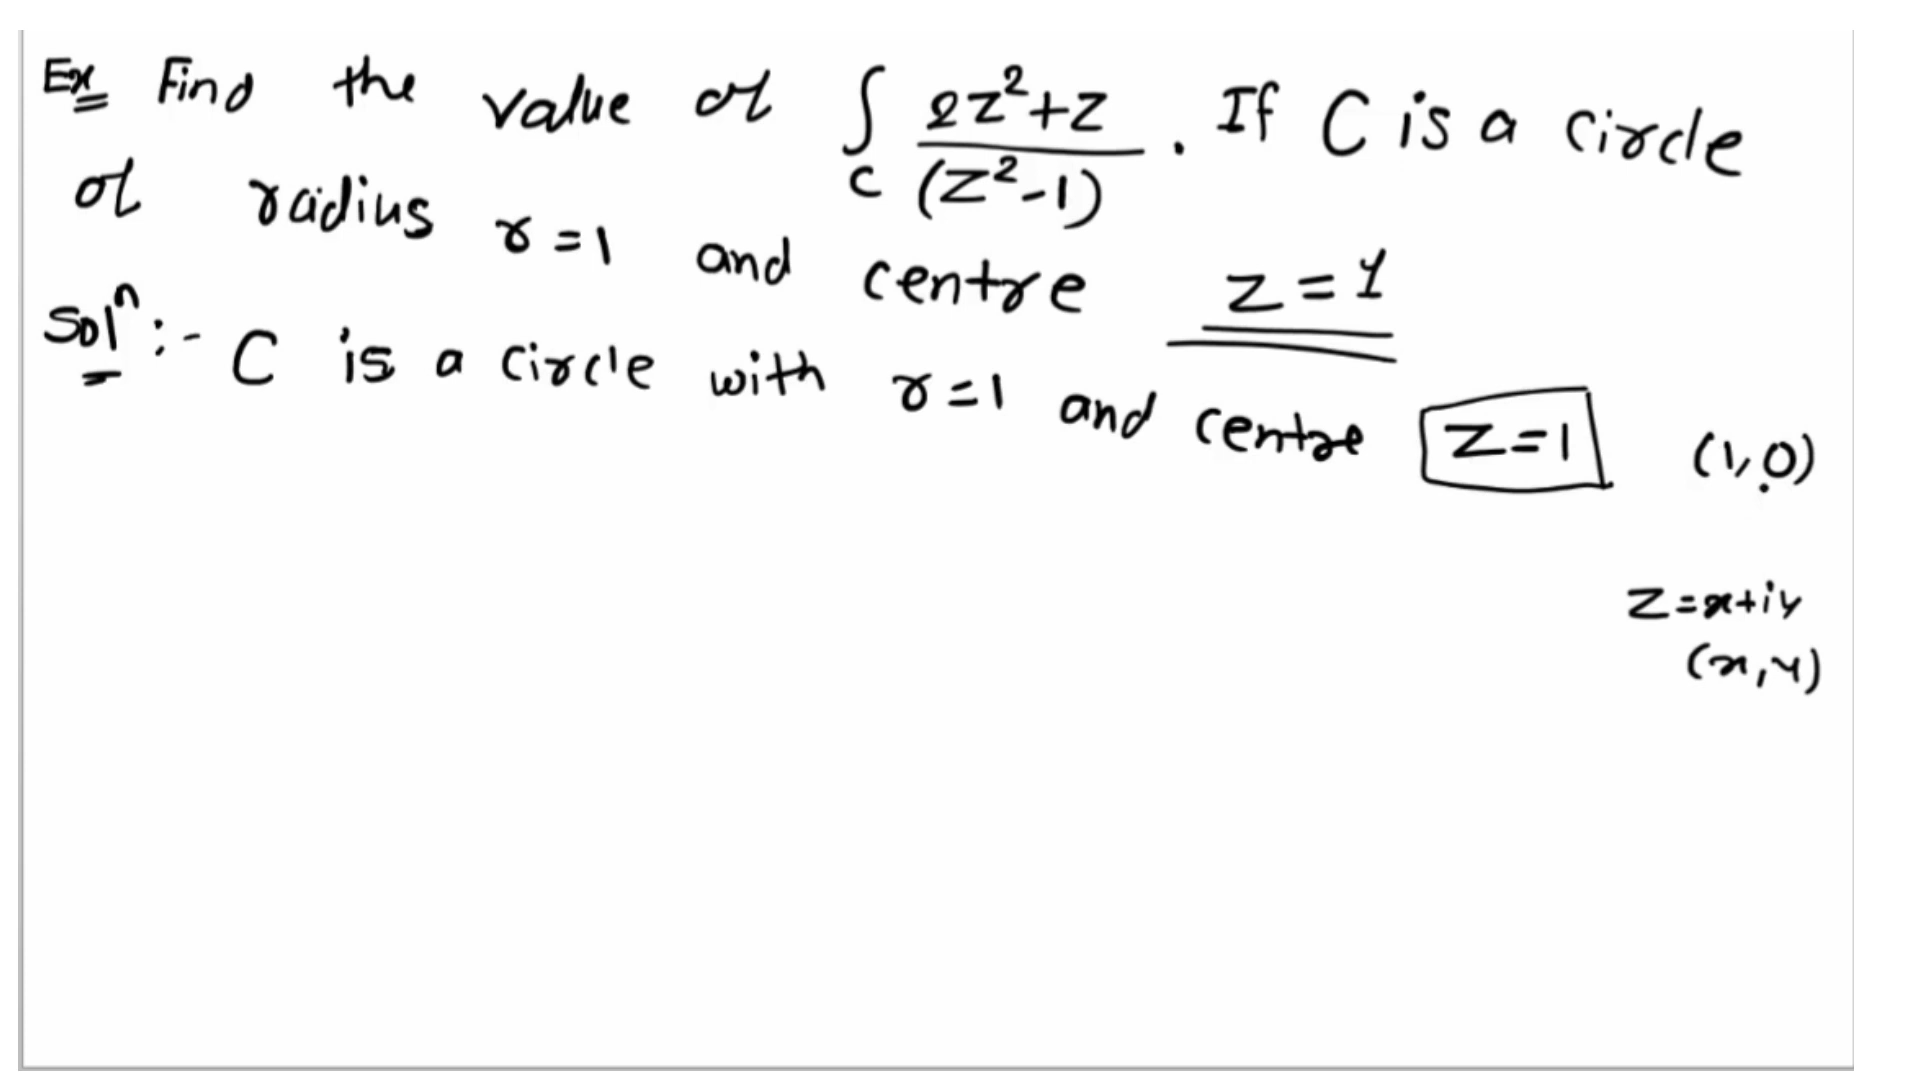 Ex Find the value of ∫_C (2z²+z)/(z²-1) . If C is a circle
of radius r=1 and centre z=1
Solⁿ :- C is a circle with r=1 and centre z=1 (1,0)
z=x+iy
(x,y)